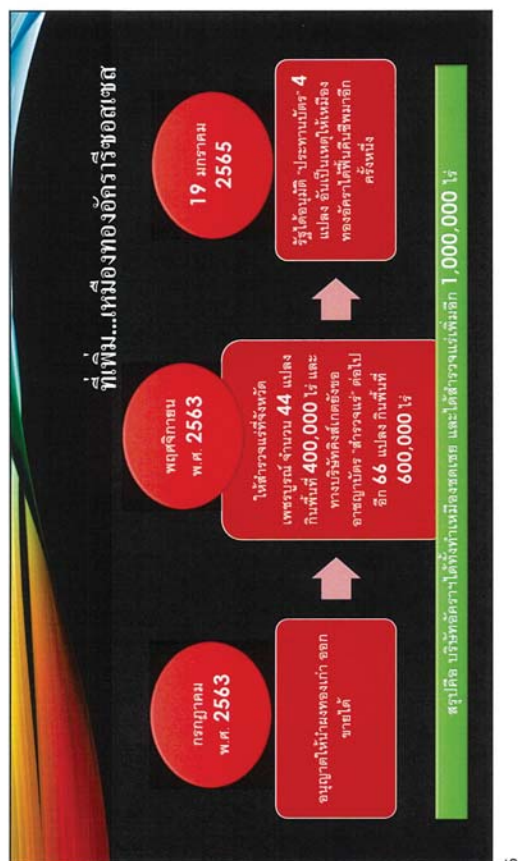 ที่เพิ่ม...เหมืองทองอัคราริซอสเซส
กรกฎาคม
พ.ศ. 2563
อนุญาตให้นำผงทองเก่า ออก
ขายได้
พฤศจิกายน
พ.ศ. 2563
ให้สำรวจแร่ที่จังหวัด
เพชรบูรณ์ จำนวน 44 แปลง
กินพื้นที่ 400,000 ไร่ และ
ทางบริษัทคิงส์เกตยังขอ
อาชญาบัตร "สำรวจแร่" ต่อไป
อีก 66 แปลง กินพื้นที่
600,000 ไร่
19 มกราคม
2565
รัฐได้อนุมัติ "ประทานบัตร" 4
แปลง อันเป็นเหตุให้เหมือง
ทองอัคราได้ฟื้นคืนชีพมาอีก
ครั้งหนึ่ง
สรุปคือ บริษัทอัคราฯได้ทั้งทำเหมืองชดเชย และได้สำรวจแร่เพิ่มอีก 1,000,000 ไร่